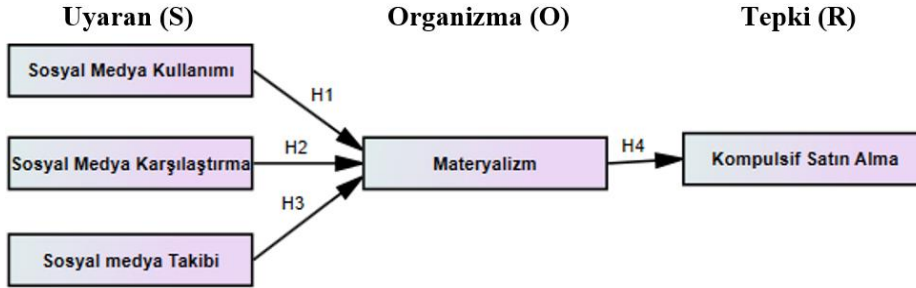 Uyaran (S)
Organizma (O)
Tepki (R)
Sosyal Medya Kullanımı
H1
Sosyal Medya Karşılaştırma
H2
Materyalizm
H4
Kompulsif Satın Alma
H3
Sosyal medya Takibi